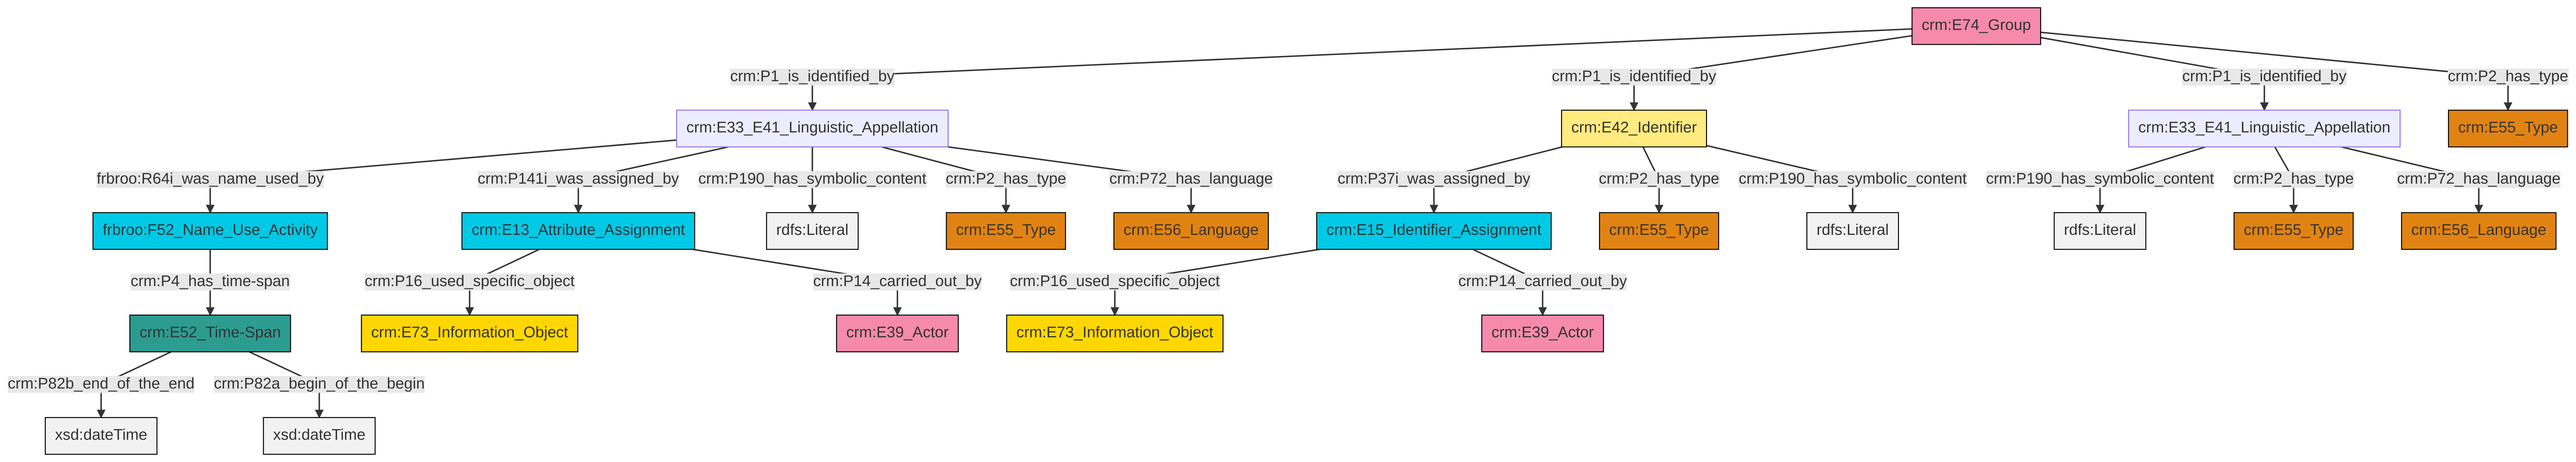 crm:E74_Group
crm:P1_is_identified_by
crm:P1_is_identified_by
crm:P1_is_identified_by
crm:P2_has_type
crm:E33_E41_Linguistic_Appellation
crm:E42_Identifier
crm:E33_E41_Linguistic_Appellation
crm:E55_Type
frbroo:R64i_was_name_used_by
crm:P141i_was_assigned_by
crm:P190_has_symbolic_content
crm:P2_has_type
crm:P72_has_language
crm:P37i_was_assigned_by
crm:P2_has_type
crm:P190_has_symbolic_content
crm:P190_has_symbolic_content
crm:P2_has_type
crm:P72_has_language
frbroo:F52_Name_Use_Activity
crm:E13_Attribute_Assignment
rdfs:Literal
crm:E55_Type
crm:E56_Language
crm:E15_Identifier_Assignment
crm:E55_Type
rdfs:Literal
rdfs:Literal
crm:E55_Type
crm:E56_Language
crm:P4_has_time-span
crm:P16_used_specific_object
crm:P14_carried_out_by
crm:P16_used_specific_object
crm:P14_carried_out_by
crm:E52_Time-Span
crm:E73_Information_Object
crm:E39_Actor
crm:E73_Information_Object
crm:E39_Actor
crm:P82b_end_of_the_end
crm:P82a_begin_of_the_begin
xsd:dateTime
xsd:dateTime